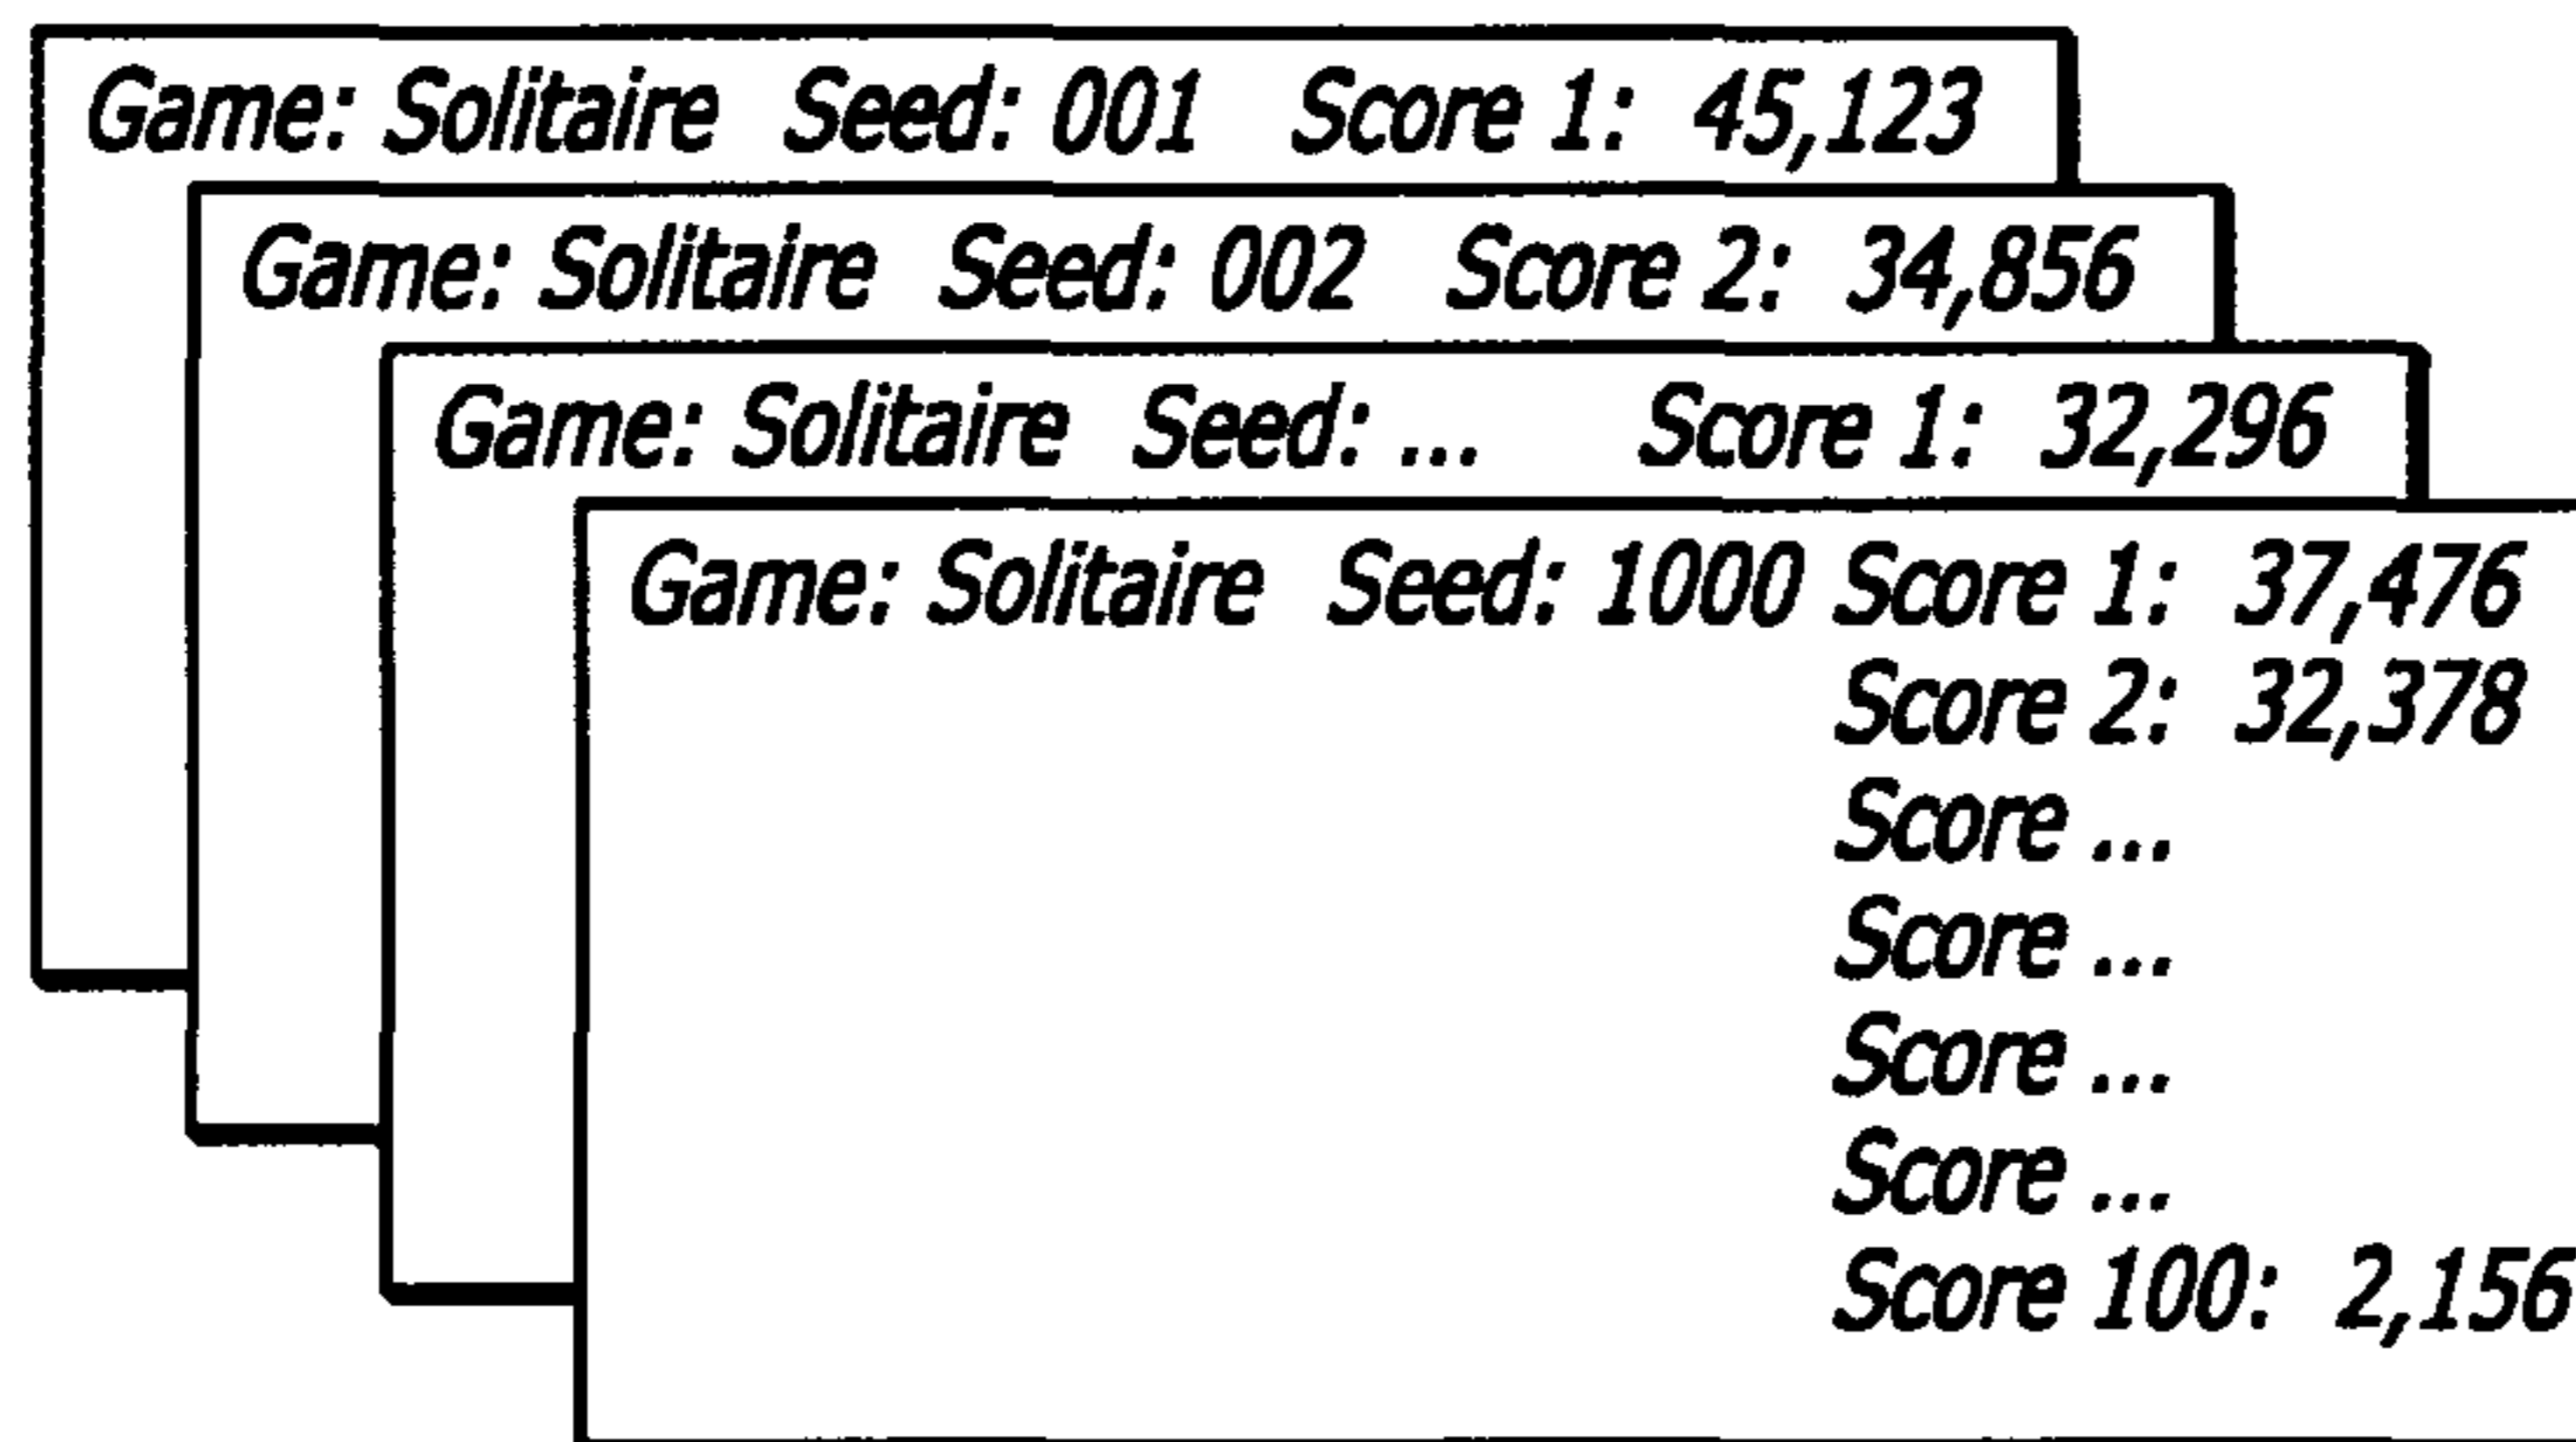 Game: Solitaire Seed: 001 Score 1: 45,123
Game: Solitaire Seed: 002 Score 2: 34,856
Game: Solitaire Seed: ... Score 1: 32,296
Game: Solitaire Seed: 1000 Score 1: 37,476
Score 2: 32,378
Score ...
Score ...
Score ...
Score ...
Score 100: 2,156